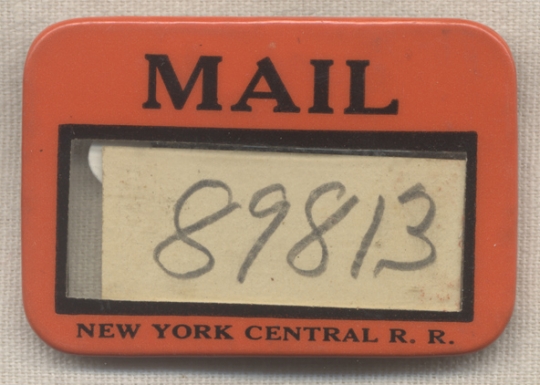 MAIL
89813
NEW YORK CENTRAL R. R.